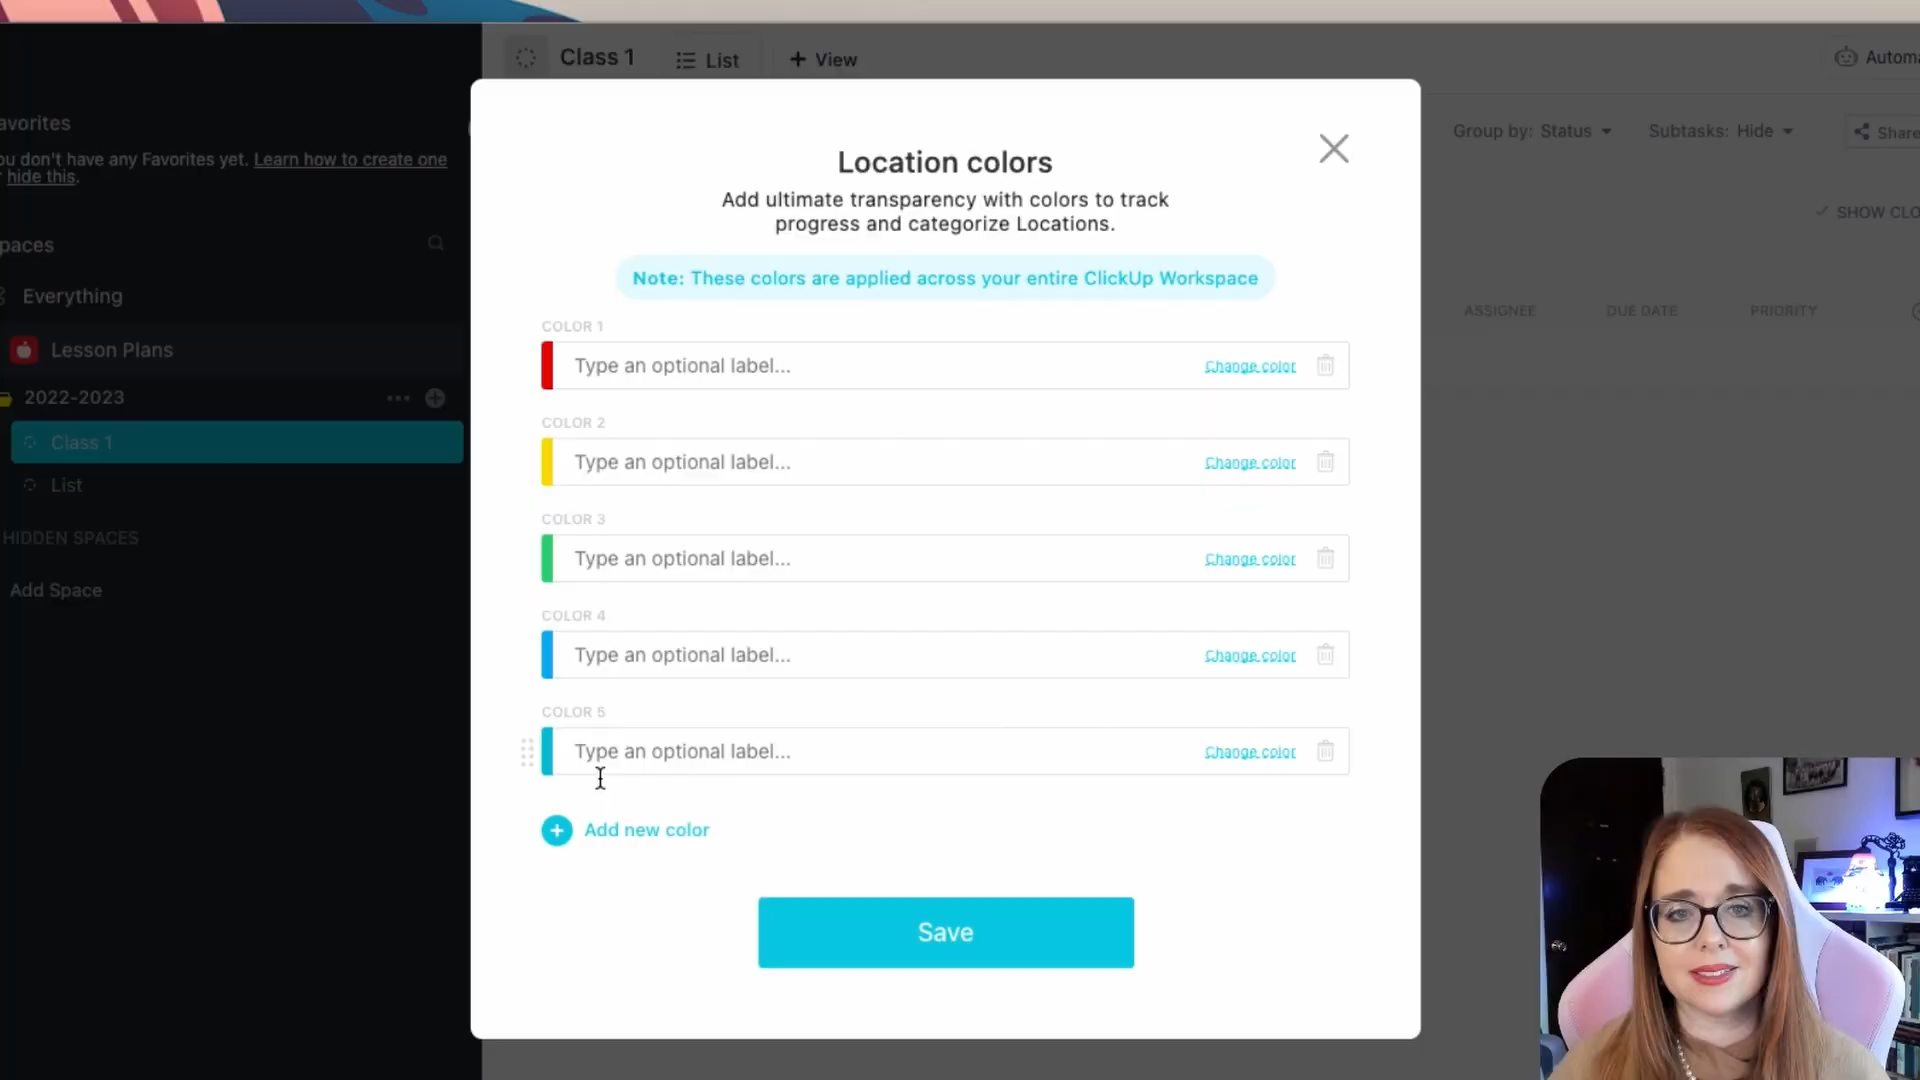 Class 1
List
+ View
Automa
avorites
ou don't have any Favorites yet. Learn how to create one
hide this.
paces
Everything
Lesson Plans
2022-2023
Class 1
List
HIDDEN SPACES
Add Space
Group by: Status
Subtasks: Hide
Share
SHOW CLO
ASSIGNEE
DUE DATE
PRIORITY
Location colors
Add ultimate transparency with colors to track
progress and categorize Locations.
Note: These colors are applied across your entire ClickUp Workspace
COLOR 1
Type an optional label...
Change color
COLOR 2
Type an optional label...
Change color
COLOR 3
Type an optional label...
Change color
COLOR 4
Type an optional label...
Change color
COLOR 5
Type an optional label...
Change color
Add new color
Save